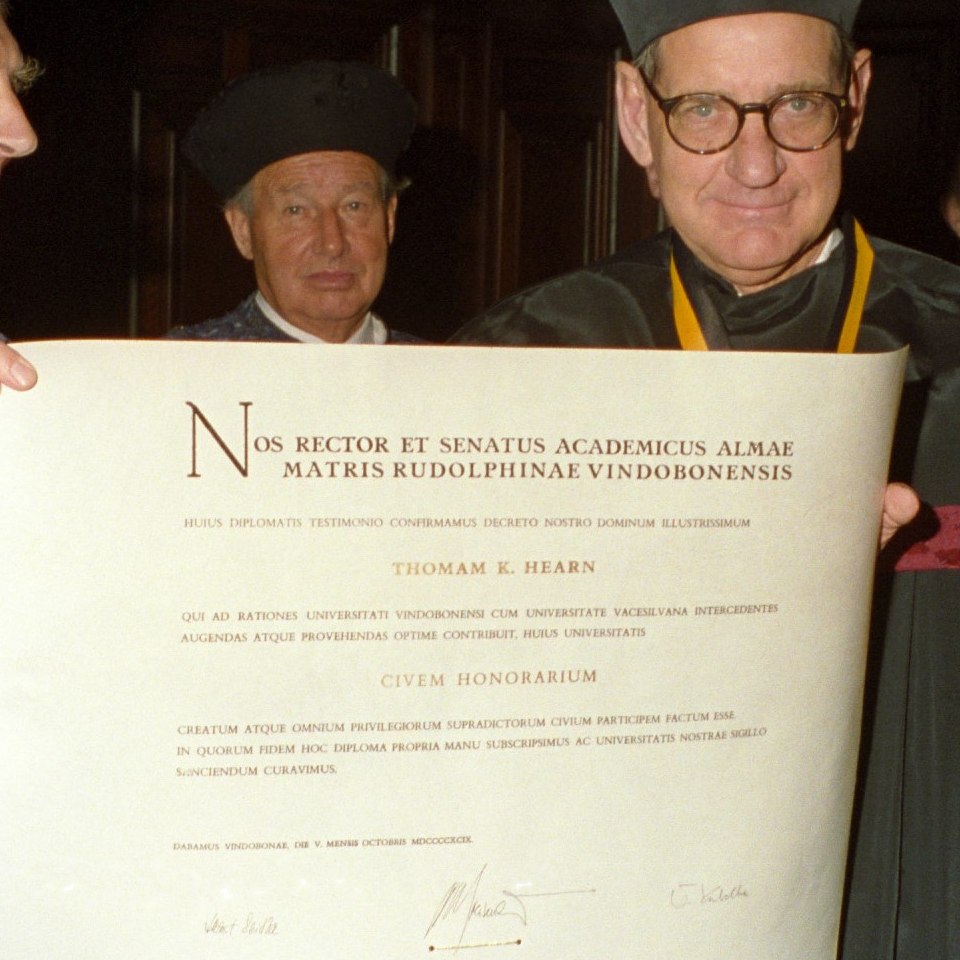 NOS RECTOR ET SENATUS ACADEMICUS ALMAE
MATRIS RUDOLPHINAE VINDOBONENSIS
HUIUS DIPLOMATIS TESTIMONIO CONFIRMAMUS DECRETO NOSTRO DOMINUM ILLUSTRISSIMUM
THOMAM K. HEARN
QUI AD RATIONES UNIVERSITATI VINDOBONENSI CUM UNIVERSITATE VACESILVANA INTERCEDENTES
AUGENDAS ATQUE PROVEHENDAS OPTIME CONTRIBUIT, HUIUS UNIVERSITATIS
CIVEM HONORARIUM
CREATUM ATQUE OMNIUM PRIVILEGIORUM SUPRADICTORUM CIVIUM PARTICIPEM FACTUM ESSE
IN QUORUM FIDEM HOC DIPLOMA PROPRIA MANU SUBSCRIPSIMUS AC UNIVERSITATIS NOSTRAE SIGILLO
SANCIENDUM CURAVIMUS.
DABAMUS VINDOBONAE, DIE V. MENSIS OCTOBRIS MDCCCCXCIX.